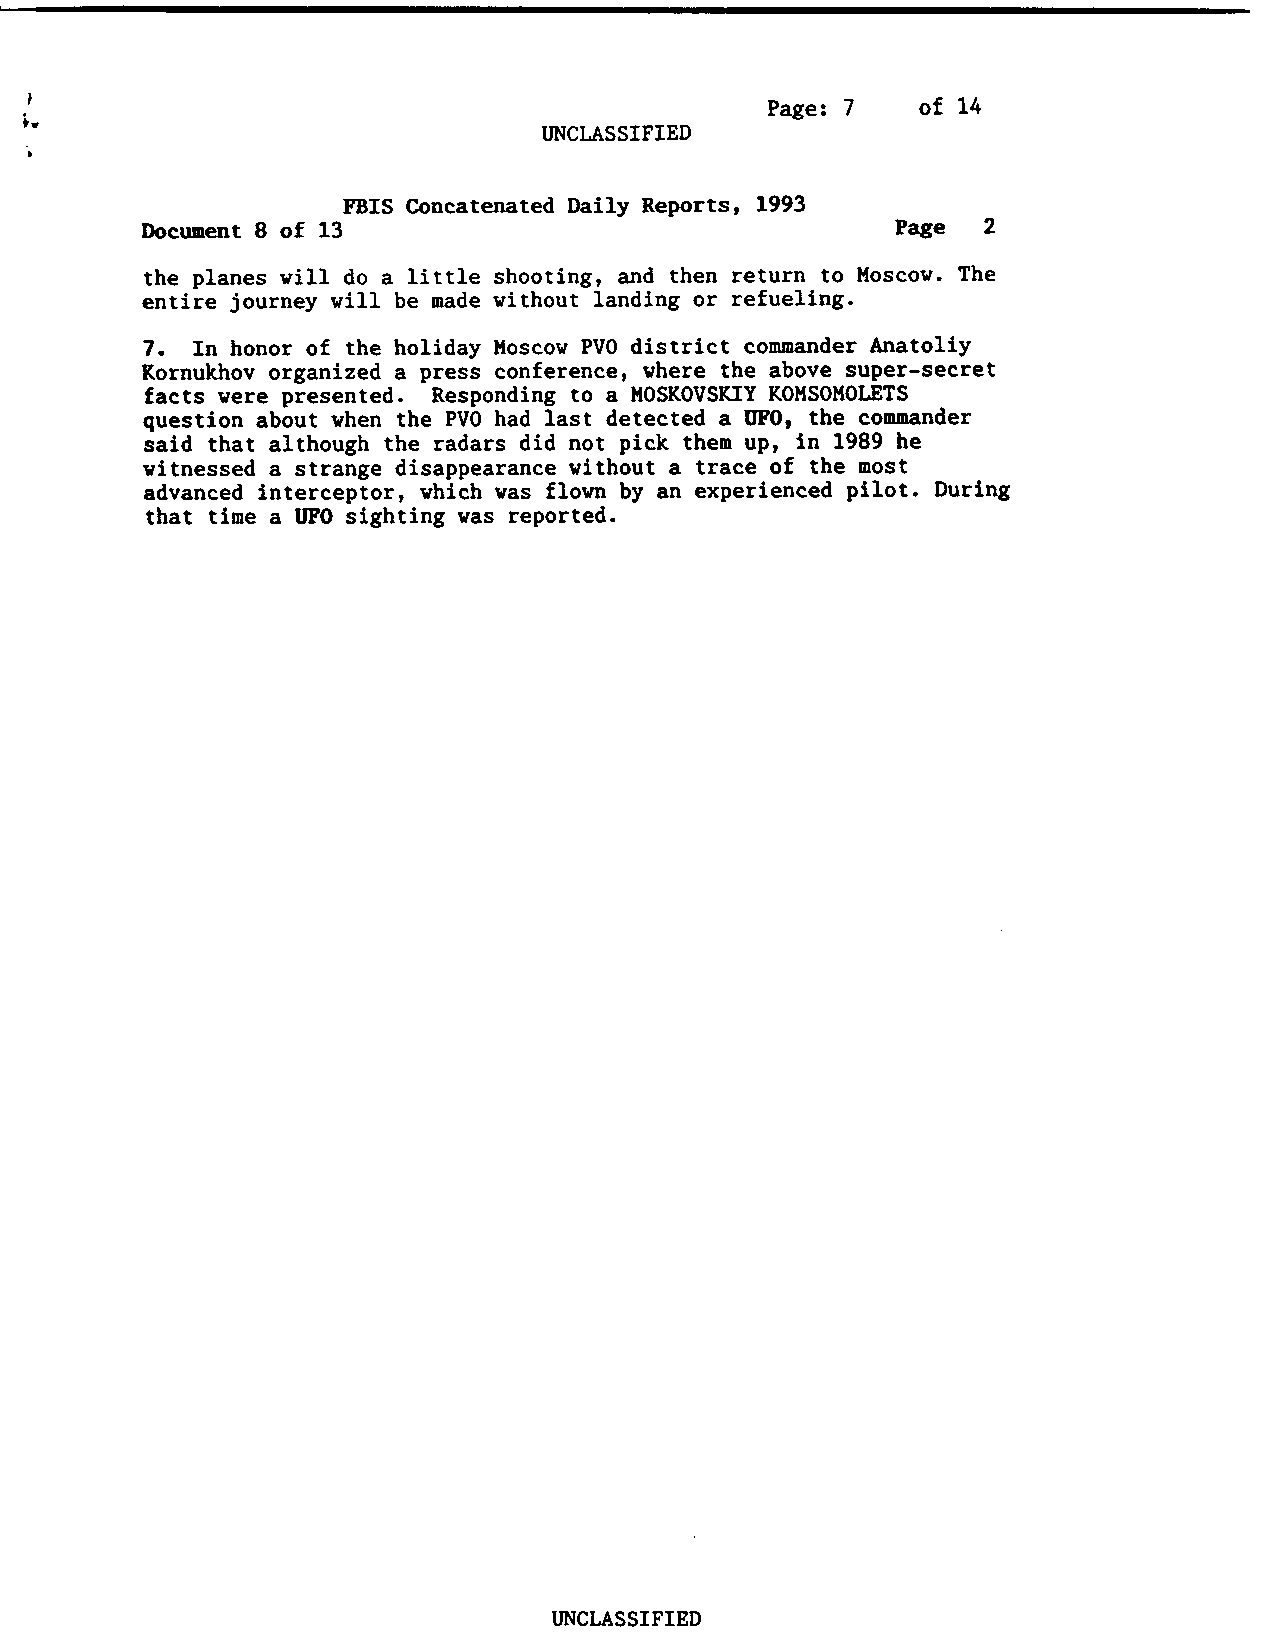 Page: 7 of 14
UNCLASSIFIED
FBIS Concatenated Daily Reports, 1993
Document 8 of 13 Page 2
the planes will do a little shooting, and then return to Moscow. The
entire journey will be made without landing or refueling.
7. In honor of the holiday Moscow PVO district commander Anatoliy
Kornukhov organized a press conference, where the above super-secret
facts were presented. Responding to a MOSKOVSKIY KOMSOMOLETS
question about when the PVO had last detected a UFO, the commander
said that although the radars did not pick them up, in 1989 he
witnessed a strange disappearance without a trace of the most
advanced interceptor, which was flown by an experienced pilot. During
that time a UFO sighting was reported.
UNCLASSIFIED